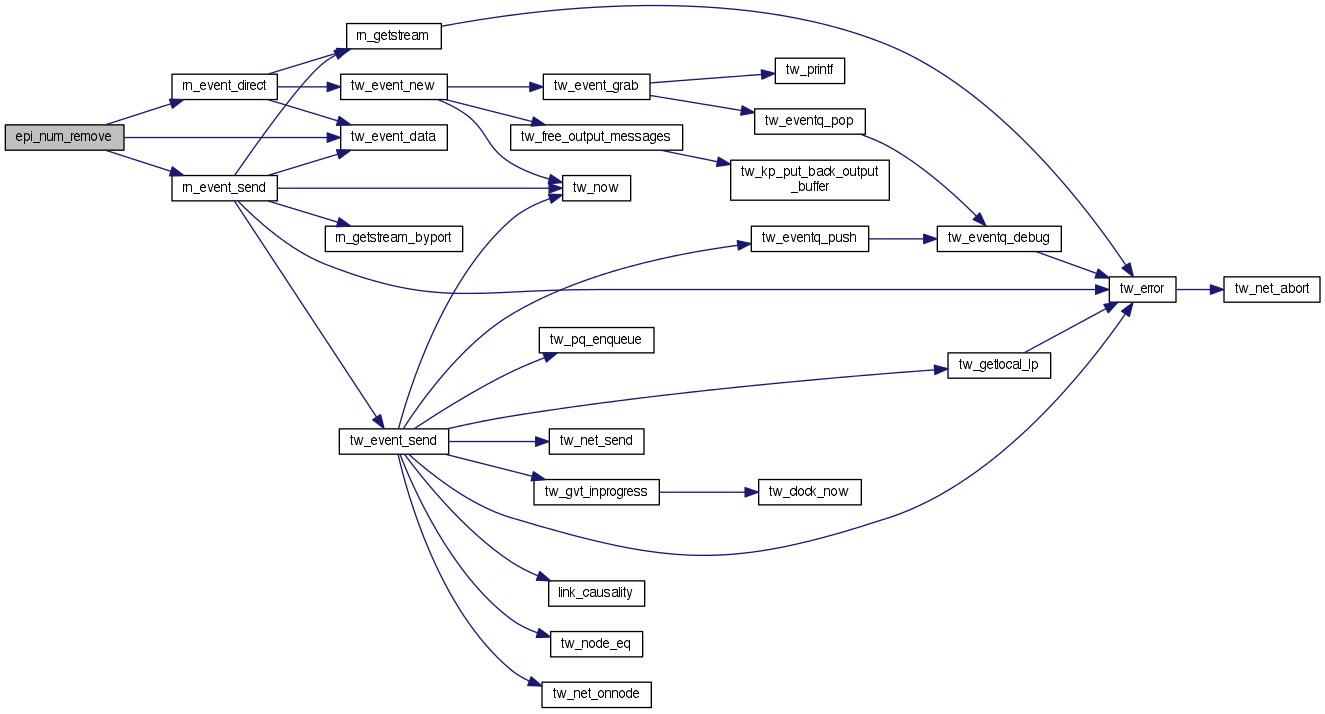 epi_num_remove
rn_event_direct
rn_event_send
rn_getstream
tw_event_new
tw_event_data
rn_getstream_byport
tw_event_send
tw_event_grab
tw_free_output_messages
tw_now
tw_pq_enqueue
tw_net_send
tw_gvt_inprogress
link_causality
tw_node_eq
tw_net_onnode
tw_printf
tw_eventq_pop
tw_kp_put_back_output
_buffer
tw_eventq_push
tw_clock_now
tw_eventq_debug
tw_getlocal_lp
tw_error
tw_net_abort